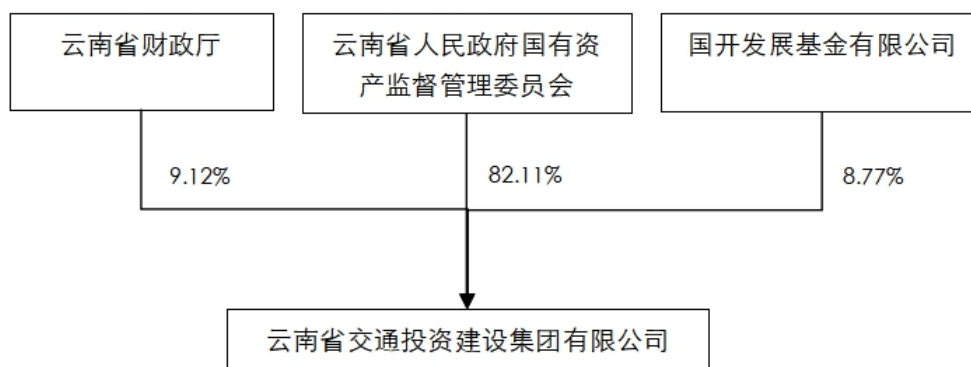 云南省财政厅
云南省人民政府国有资
产监督管理委员会
国开发展基金有限公司
9.12%
82.11%
8.77%
云南省交通投资建设集团有限公司